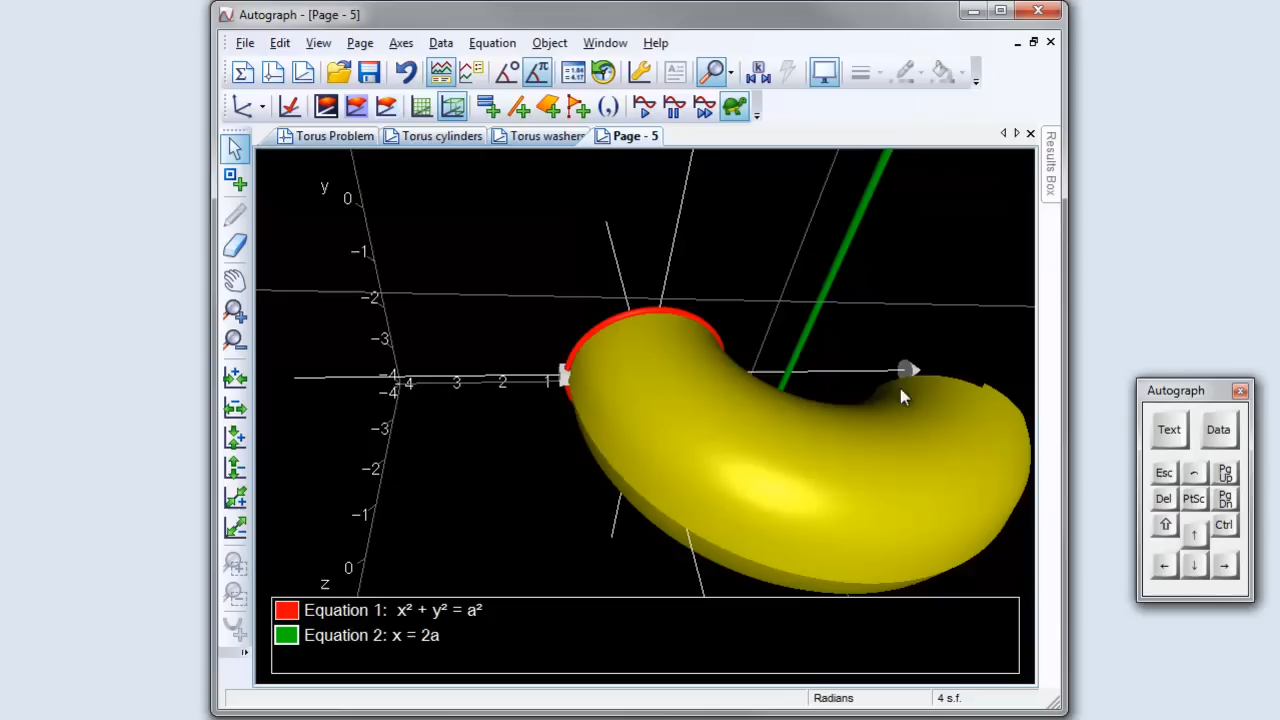 Autograph - [Page - 5]
File Edit View Page Axes Data Equation Object Window Help
Torus Problem Torus cylinders Torus washers Page - 5
Results Box
y
0
-1
-2
-3
-4
4 3 2 1
-4
-3
-2
-1
0
z
Equation 1: x² + y² = a²
Equation 2: x = 2a
Radians 4 s.f.
Autograph
Text Data
Esc Pg Up
Del PtSc Pg Dn
⇧ ↑ Ctrl
← ↓ →